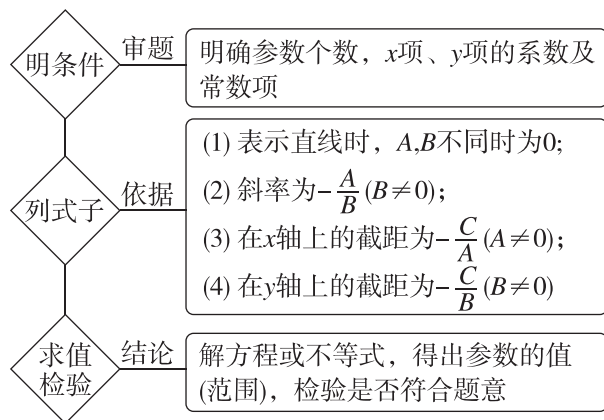 明条件
审题
明确参数个数，x项、y项的系数及
常数项
列式子
依据
(1) 表示直线时，A,B不同时为0;
(2) 斜率为-\frac{A}{B}(B≠0)；
(3) 在x轴上的截距为-\frac{C}{A}(A≠0)；
(4) 在y轴上的截距为-\frac{C}{B}(B≠0)
求值
检验
结论
解方程或不等式，得出参数的值
(范围)，检验是否符合题意